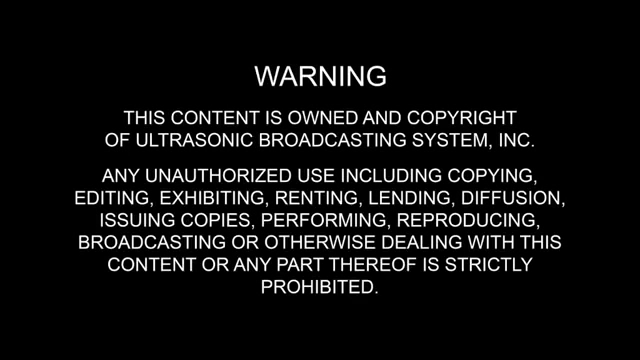 WARNING
THIS CONTENT IS OWNED AND COPYRIGHT
OF ULTRASONIC BROADCASTING SYSTEM, INC.
ANY UNAUTHORIZED USE INCLUDING COPYING,
EDITING, EXHIBITING, RENTING, LENDING, DIFFUSION,
ISSUING COPIES, PERFORMING, REPRODUCING,
BROADCASTING OR OTHERWISE DEALING WITH THIS
CONTENT OR ANY PART THEREOF IS STRICTLY
PROHIBITED.